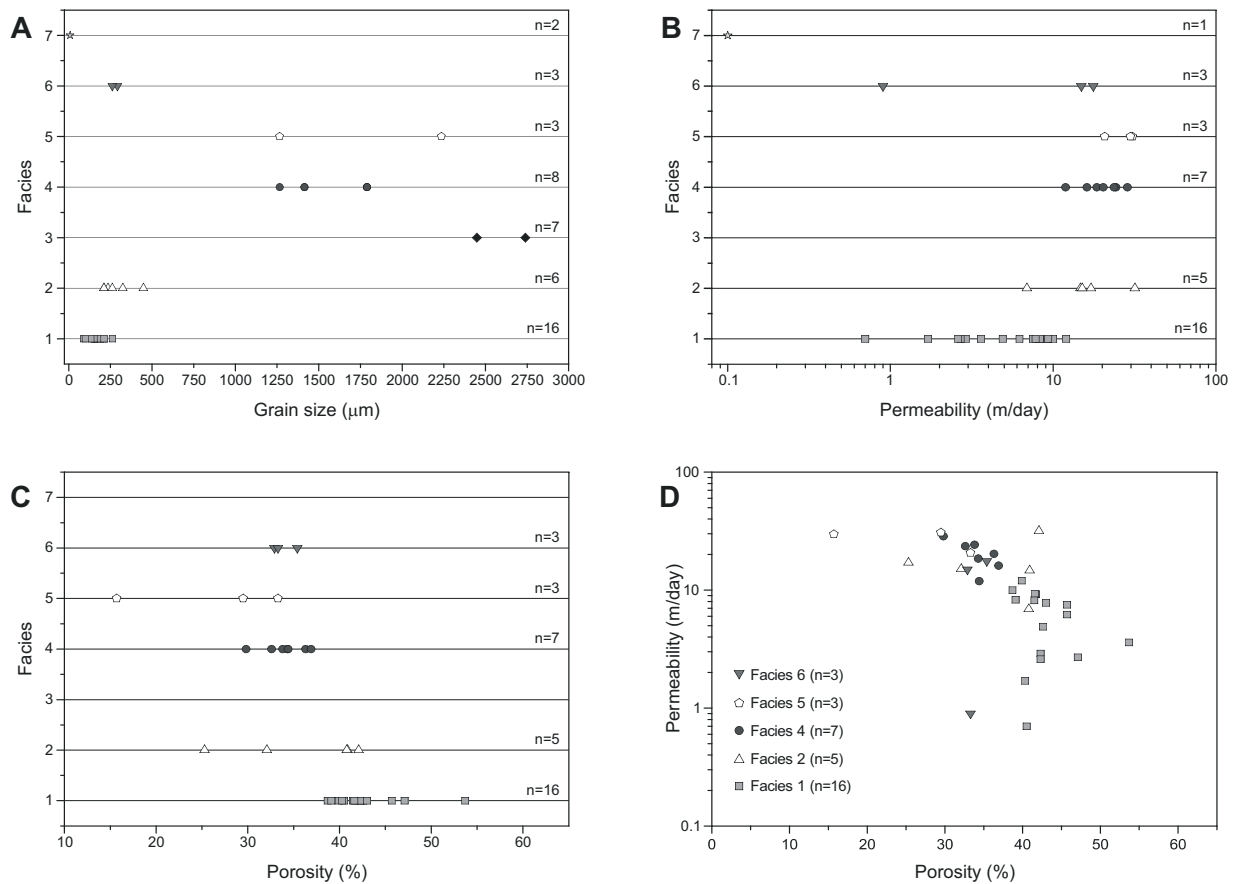 A
Facies
7
6
5
4
3
2
1
n=2
n=3
n=3
n=8
n=7
n=6
n=16
0 250 500 750 1000 1250 1500 1750 2000 2250 2500 2750 3000
Grain size (μm)
B
Facies
7
6
5
4
3
2
1
n=1
n=3
n=3
n=7
n=5
n=16
0.1 1 10 100
Permeability (m/day)
C
Facies
7
6
5
4
3
2
1
n=3
n=3
n=7
n=5
n=16
10 20 30 40 50 60
Porosity (%)
D
Permeability (m/day)
100
10
1
0.1
Facies 6 (n=3)
Facies 5 (n=3)
Facies 4 (n=7)
Facies 2 (n=5)
Facies 1 (n=16)
0 10 20 30 40 50 60
Porosity (%)